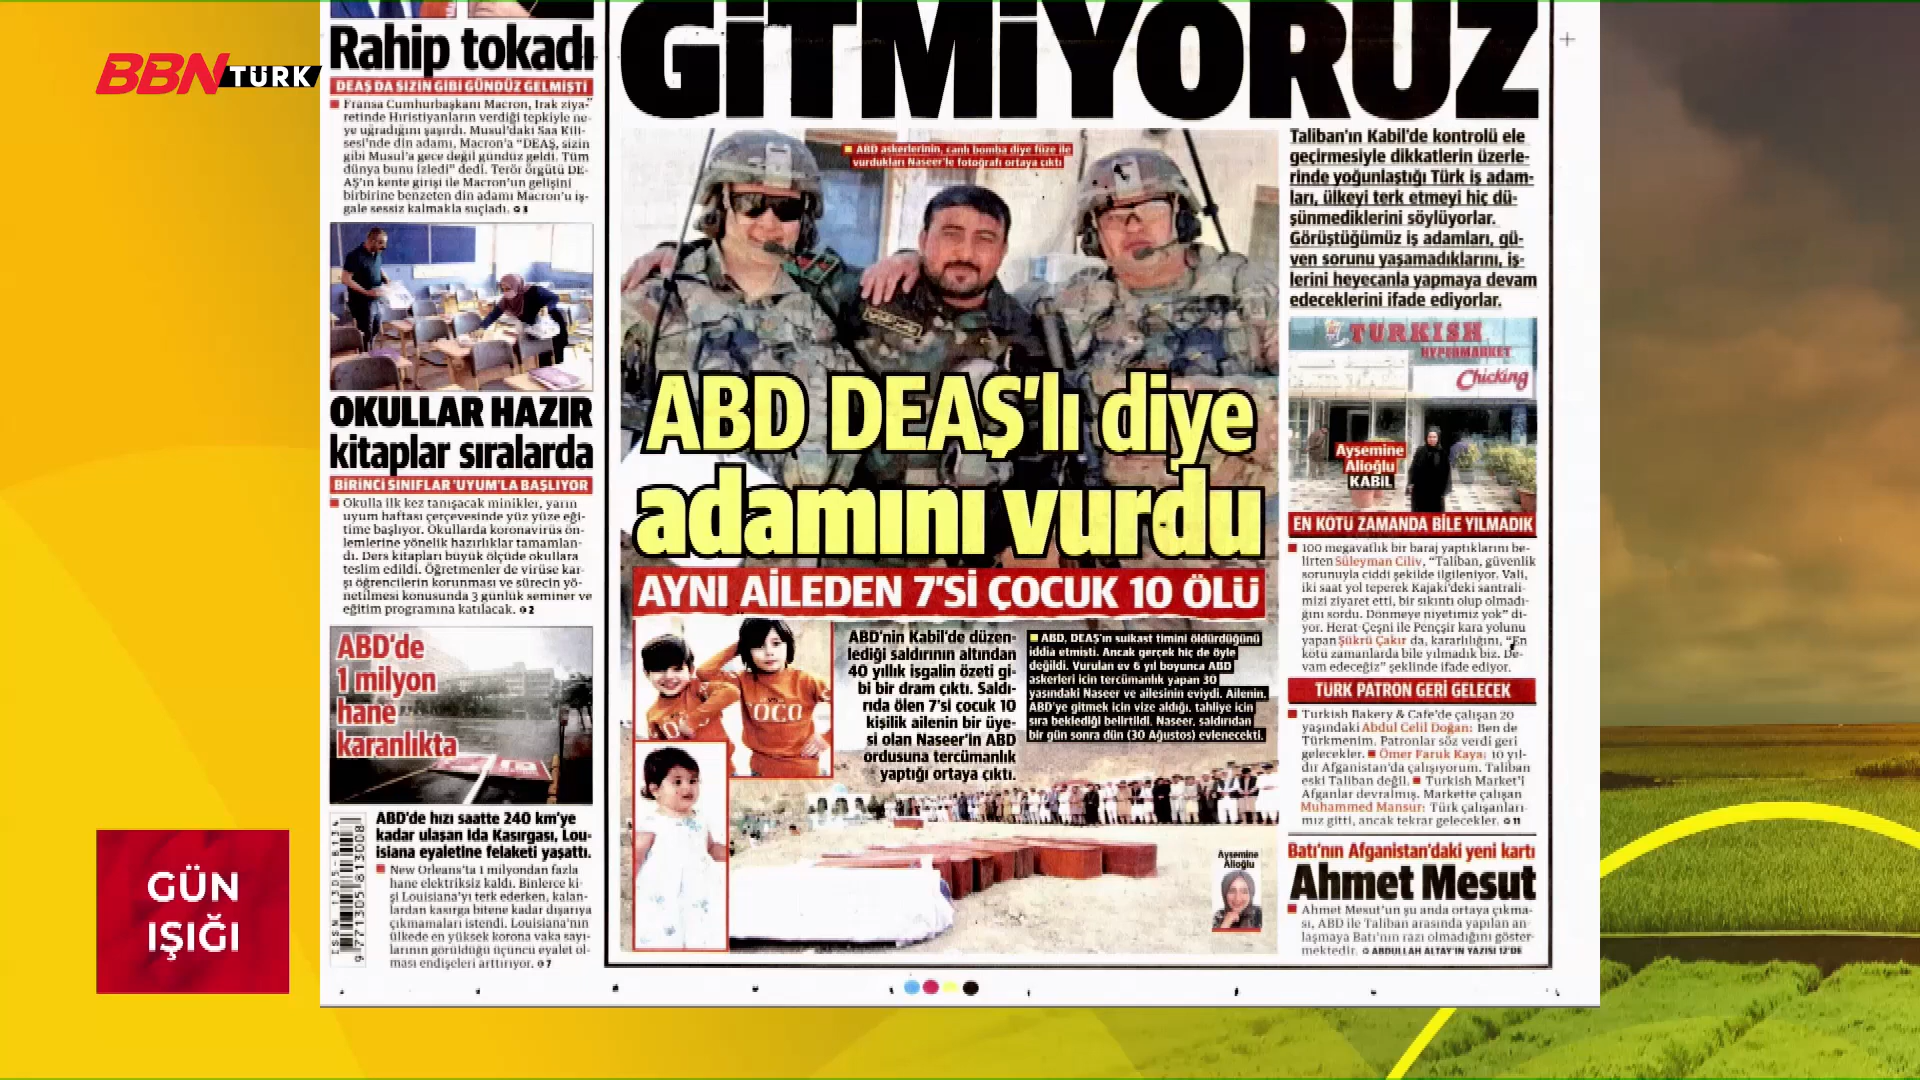 BBN TÜRK
GÜN
IŞIĞI
Rahip tokadı
DEAŞ DA SİZİN GİBİ GÜNDÜZ GELMİŞTİ
Fransa Cumhurbaşkanı Macron, Irak ziya-
retinde Hıristiyanların verdiği tepkiyle ne-
ye uğradığını şaşırdı. Musul'daki Saa Kili-
sesi'nde din adamı, Macron'a "DEAŞ, sizin
gibi Musul'a gece değil gündüz geldi. Tüm
dünya bunu izledi" dedi. Terör örgütü DE-
AŞ'ın kente girişi ile Macron'un gelişini
birbirine benzeten din adamı Macron'u iş-
gale sessiz kalmakla suçladı. 3
OKULLAR HAZIR
kitaplar sıralarda
BİRİNCİ SINIFLAR 'UYUM'LA BAŞLIYOR
Okulla ilk kez tanışacak minikler, yarın
uyum haftası çerçevesinde yüz yüze eği-
time başlıyor. Okullarda koronavirüs ön-
lemlerine yönelik hazırlıklar tamamlan-
dı. Ders kitapları büyük ölçüde okullara
teslim edildi. Öğretmenler de virüse kar-
şı öğrencilerin korunması ve sürecin yö-
netilmesi konusunda 3 günlük seminer ve
eğitim programına katılacak. 2
ABD'de
1 milyon
hane
karanlıkta
ABD'de hızı saatte 240 km'ye
kadar ulaşan Ida Kasırgası, Lou-
isiana eyaletine felaketi yaşattı.
New Orleans'ta 1 milyondan fazla
hane elektriksiz kaldı. Binlerce ki-
şi Louisiana'yı terk ederken, kalan-
lardan kasırga bitene kadar dışarıya
çıkmamaları istendi. Louisiana'nın
ülkede en yüksek korona vaka sayı-
larının görüldüğü üçüncü eyalet ol-
ması endişeleri arttırıyor. 7
ISSN 1305-8134
9 771305 813008
GİTMİYORUZ
ABD askerlerinin, canlı bomba diye füze ile
vurdukları Naseer'le fotoğrafı ortaya çıktı
ABD DEAŞ'lı diye
adamını vurdu
AYNI AİLEDEN 7'Sİ ÇOCUK 10 ÖLÜ
ABD'nin Kabil'de düzen-
lediği saldırının altından
40 yıllık işgalin özeti gi-
bi bir dram çıktı. Saldı-
rıda ölen 7'si çocuk 10
kişilik ailenin bir üye-
si olan Naseer'in ABD
ordusuna tercümanlık
yaptığı ortaya çıktı.
ABD, DEAŞ'ın suikast timini öldürdüğünü
iddia etmişti. Ancak gerçek hiç de öyle
değildi. Vurulan ev 6 yıl boyunca ABD
askerleri için tercümanlık yapan 30
yaşındaki Naseer ve ailesinin eviydi. Ailenin,
ABD'ye gitmek için vize aldığı, tahliye için
sıra beklediği belirtildi. Naseer, saldırıdan
bir gün sonra dün (30 Ağustos) evlenecekti.
Ayşemine
Alioğlu
Taliban'ın Kabil'de kontrolü ele
geçirmesiyle dikkatlerin üzerle-
rinde yoğunlaştığı Türk iş adam-
ları, ülkeyi terk etmeyi hiç dü-
şünmediklerini söylüyorlar.
Görüştüğümüz iş adamları, gü-
ven sorunu yaşamadıklarını, iş-
lerini heyecanla yapmaya devam
edeceklerini ifade ediyorlar.
TURKISH
HYPERMARKET
Chicking
Ayşemine
Alioğlu
KABİL
EN KÖTÜ ZAMANDA BİLE YILMADIK
100 megavatlık bir baraj yaptıklarını be-
lirten Süleyman Ciliv, "Taliban, güvenlik
sorunuyla ciddi şekilde ilgileniyor. Vali,
iki saat yol teperek Kajaki'deki santrali-
mizi ziyaret etti, bir sıkıntı olup olmadı-
ğını sordu. Dönmeye niyetimiz yok" di-
yor. Herat-Çeşni ile Pençşir kara yolunu
yapan Şükrü Çakır da, kararlılığını, "En
kötü zamanlarda bile yılmadık biz. De-
vam edeceğiz" şeklinde ifade ediyor.
TÜRK PATRON GERİ GELECEK
Turkish Bakery & Cafe'de çalışan 20
yaşındaki Abdul Celil Doğan: Ben de
Türkmenim. Patronlar söz verdi geri
gelecekler. Ömer Faruk Kaya: 10 yıl-
dır Afganistan'da çalışıyorum. Taliban
eski Taliban değil. Turkish Market'i
Afganlar devralmış. Markette çalışan
Muhammed Mansur: Türk çalışanları-
mız gitti, ancak tekrar gelecekler. 11
Batı'nın Afganistan'daki yeni kartı
Ahmet Mesut
Ahmet Mesut'un şu anda ortaya çıkma-
sı, ABD ile Taliban arasında yapılan an-
laşmaya Batı'nın razı olmadığını göster-
mektedir. ABDULLAH ALTAY'IN YAZISI 12'DE